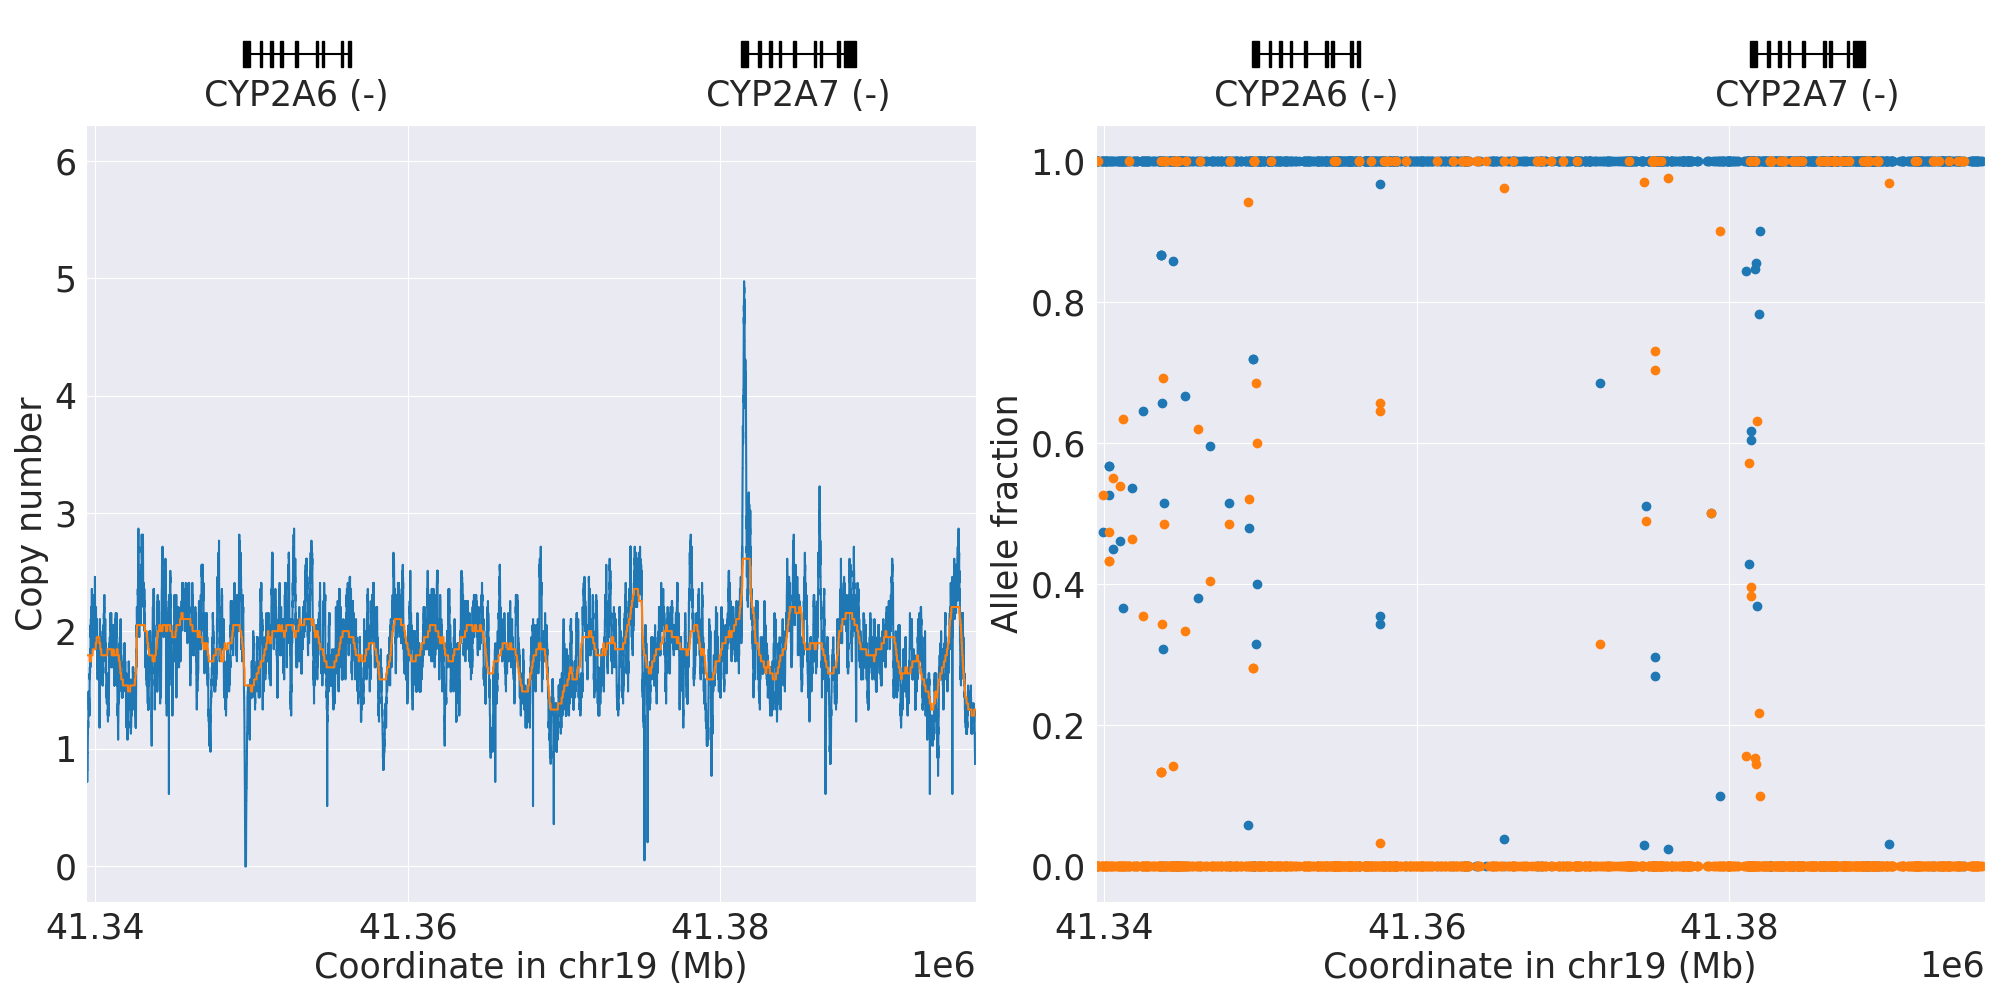 CYP2A6 (-)
CYP2A7 (-)
6
5
4
3
2
1
0
Copy number
41.34
41.36
41.38
Coordinate in chr19 (Mb)
1e6
CYP2A6 (-)
CYP2A7 (-)
1.0
0.8
0.6
0.4
0.2
0.0
Allele fraction
41.34
41.36
41.38
Coordinate in chr19 (Mb)
1e6